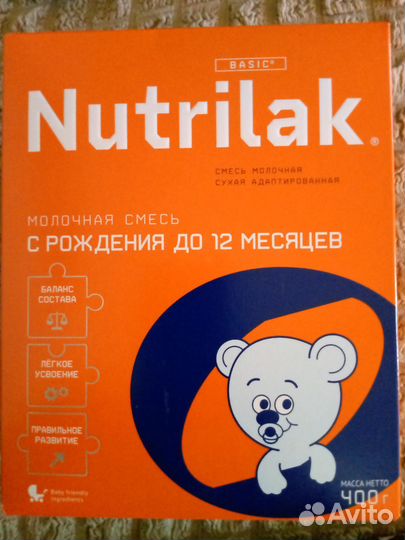 BASIC®
Nutrilak®
СМЕСЬ МОЛОЧНАЯ
СУХАЯ АДАПТИРОВАННАЯ
МОЛОЧНАЯ СМЕСЬ
С РОЖДЕНИЯ ДО 12 МЕСЯЦЕВ
БАЛАНС
СОСТАВА
ЛЁГКОЕ
УСВОЕНИЕ
ПРАВИЛЬНОЕ
РАЗВИТИЕ
Baby friendly
ingredients
МАССА НЕТТО
400 г
Avito